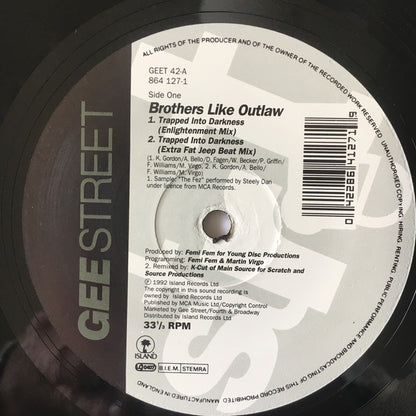 ALL RIGHTS OF THE PRODUCER AND OF THE OWNER OF THE RECORDED WORK RESERVED UNAUTHORISED COPYING HIRING RENTING PUBLIC PERFORMANCE AND BROADCASTING OF THIS RECORD PROHIBITED
MANUFACTURED IN ENGLAND
GEE STREET
GEET 42-A
864 127-1
Side One
Brothers Like Outlaw
1. Trapped Into Darkness
(Enlightenment Mix)
2. Trapped Into Darkness
(Extra Fat Jeep Beat Mix)
(1. K. Gordon/A. Bello/D. Fagen/W. Becker/P. Griffin/
F. Williams/M. Virgo, 2. K. Gordon/A. Bello/
F. Williams/M. Virgo)
1. Sample: "The Fez" performed by Steely Dan
under licence from MCA Records.
Produced by: Femi Fem for Young Disc Productions
Programming: Femi Fem & Martin Virgo
2. Remixed by: K-Cut of Main Source for Scratch and
Source Productions
℗ 1992 Island Records Ltd
The copyright in this sound recording is
owned by Island Records Ltd
Published by MCA Music Ltd/Copyright Control
Marketed by Gee Street/Fourth & Broadway
Distributed by Island Records Ltd
33⅓ RPM
ISLAND
LC 0407
B.I.E.M. STEMRA